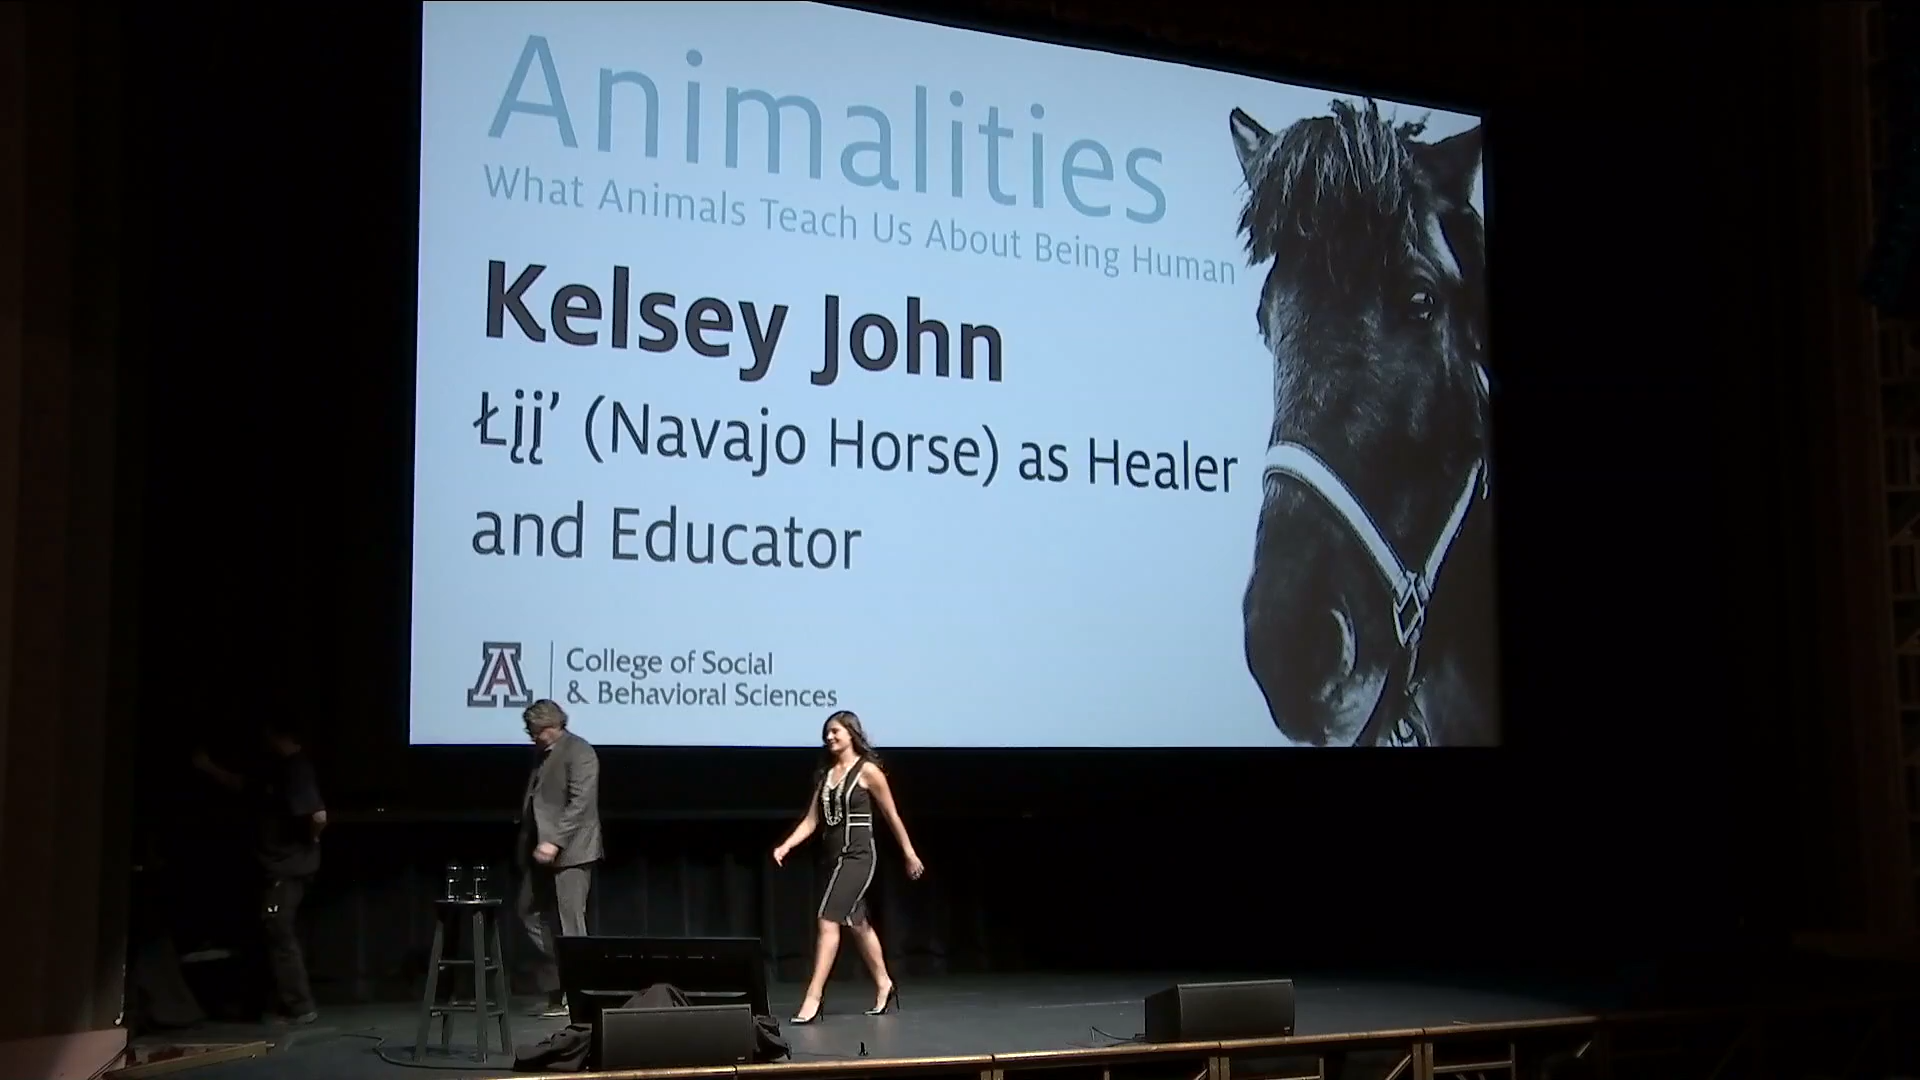 Animalities
What Animals Teach Us About Being Human
Kelsey John
Łįį’ (Navajo Horse) as Healer
and Educator
A
College of Social
& Behavioral Sciences